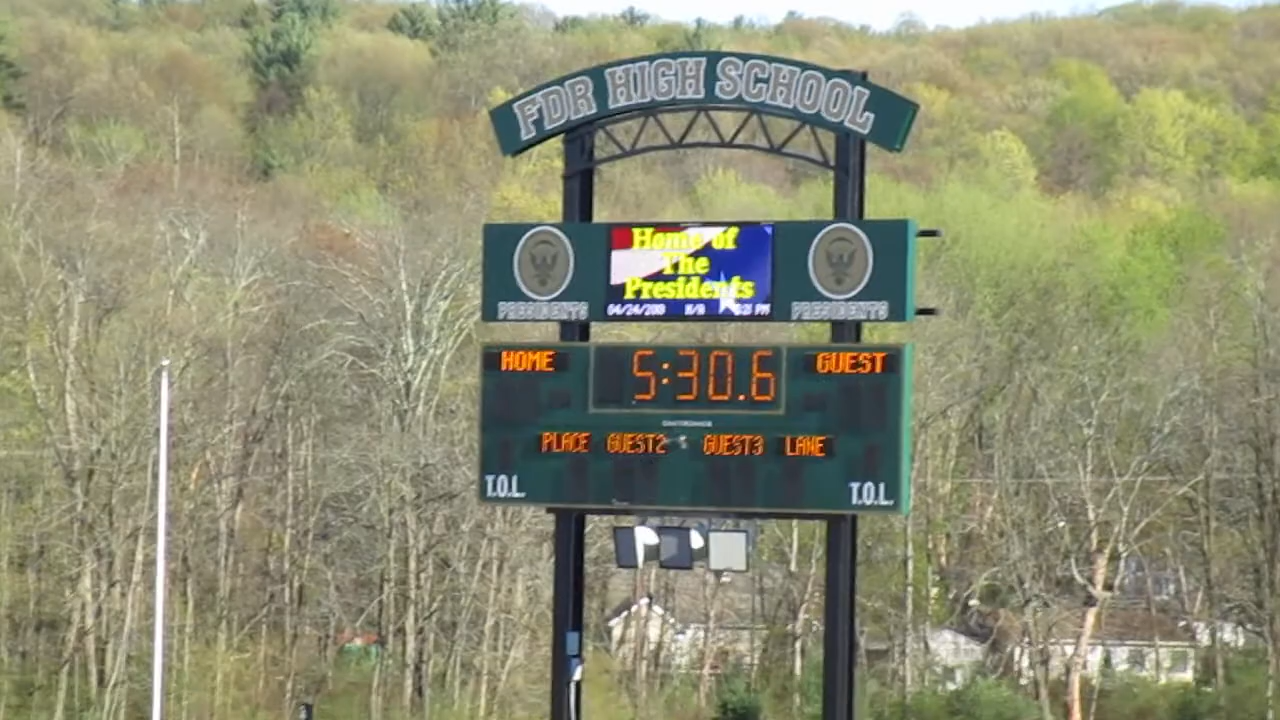 FDR HIGH SCHOOL
Home of
The
Presidents
PRESIDENTS
PRESIDENTS
HOME
5:30.6
GUEST
PLACE GUEST2 GUEST3 LANE
T.O.L.
T.O.L.